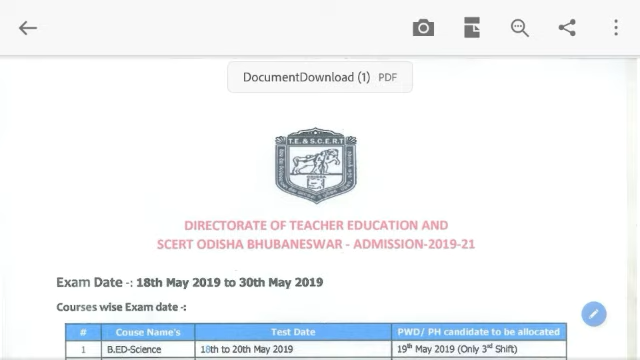 DocumentDownload (1) PDF
T.E & S.C.E.R.T
DIRECTORATE OF TEACHER EDUCATION AND
SCERT ODISHA BHUBANESWAR - ADMISSION-2019-21
Exam Date -: 18th May 2019 to 30th May 2019
Courses wise Exam date -:
# Couse Name's Test Date PWD/ PH candidate to be allocated
1 B.ED-Science 18th to 20th May 2019 19th May 2019 (Only 3rd Shift)